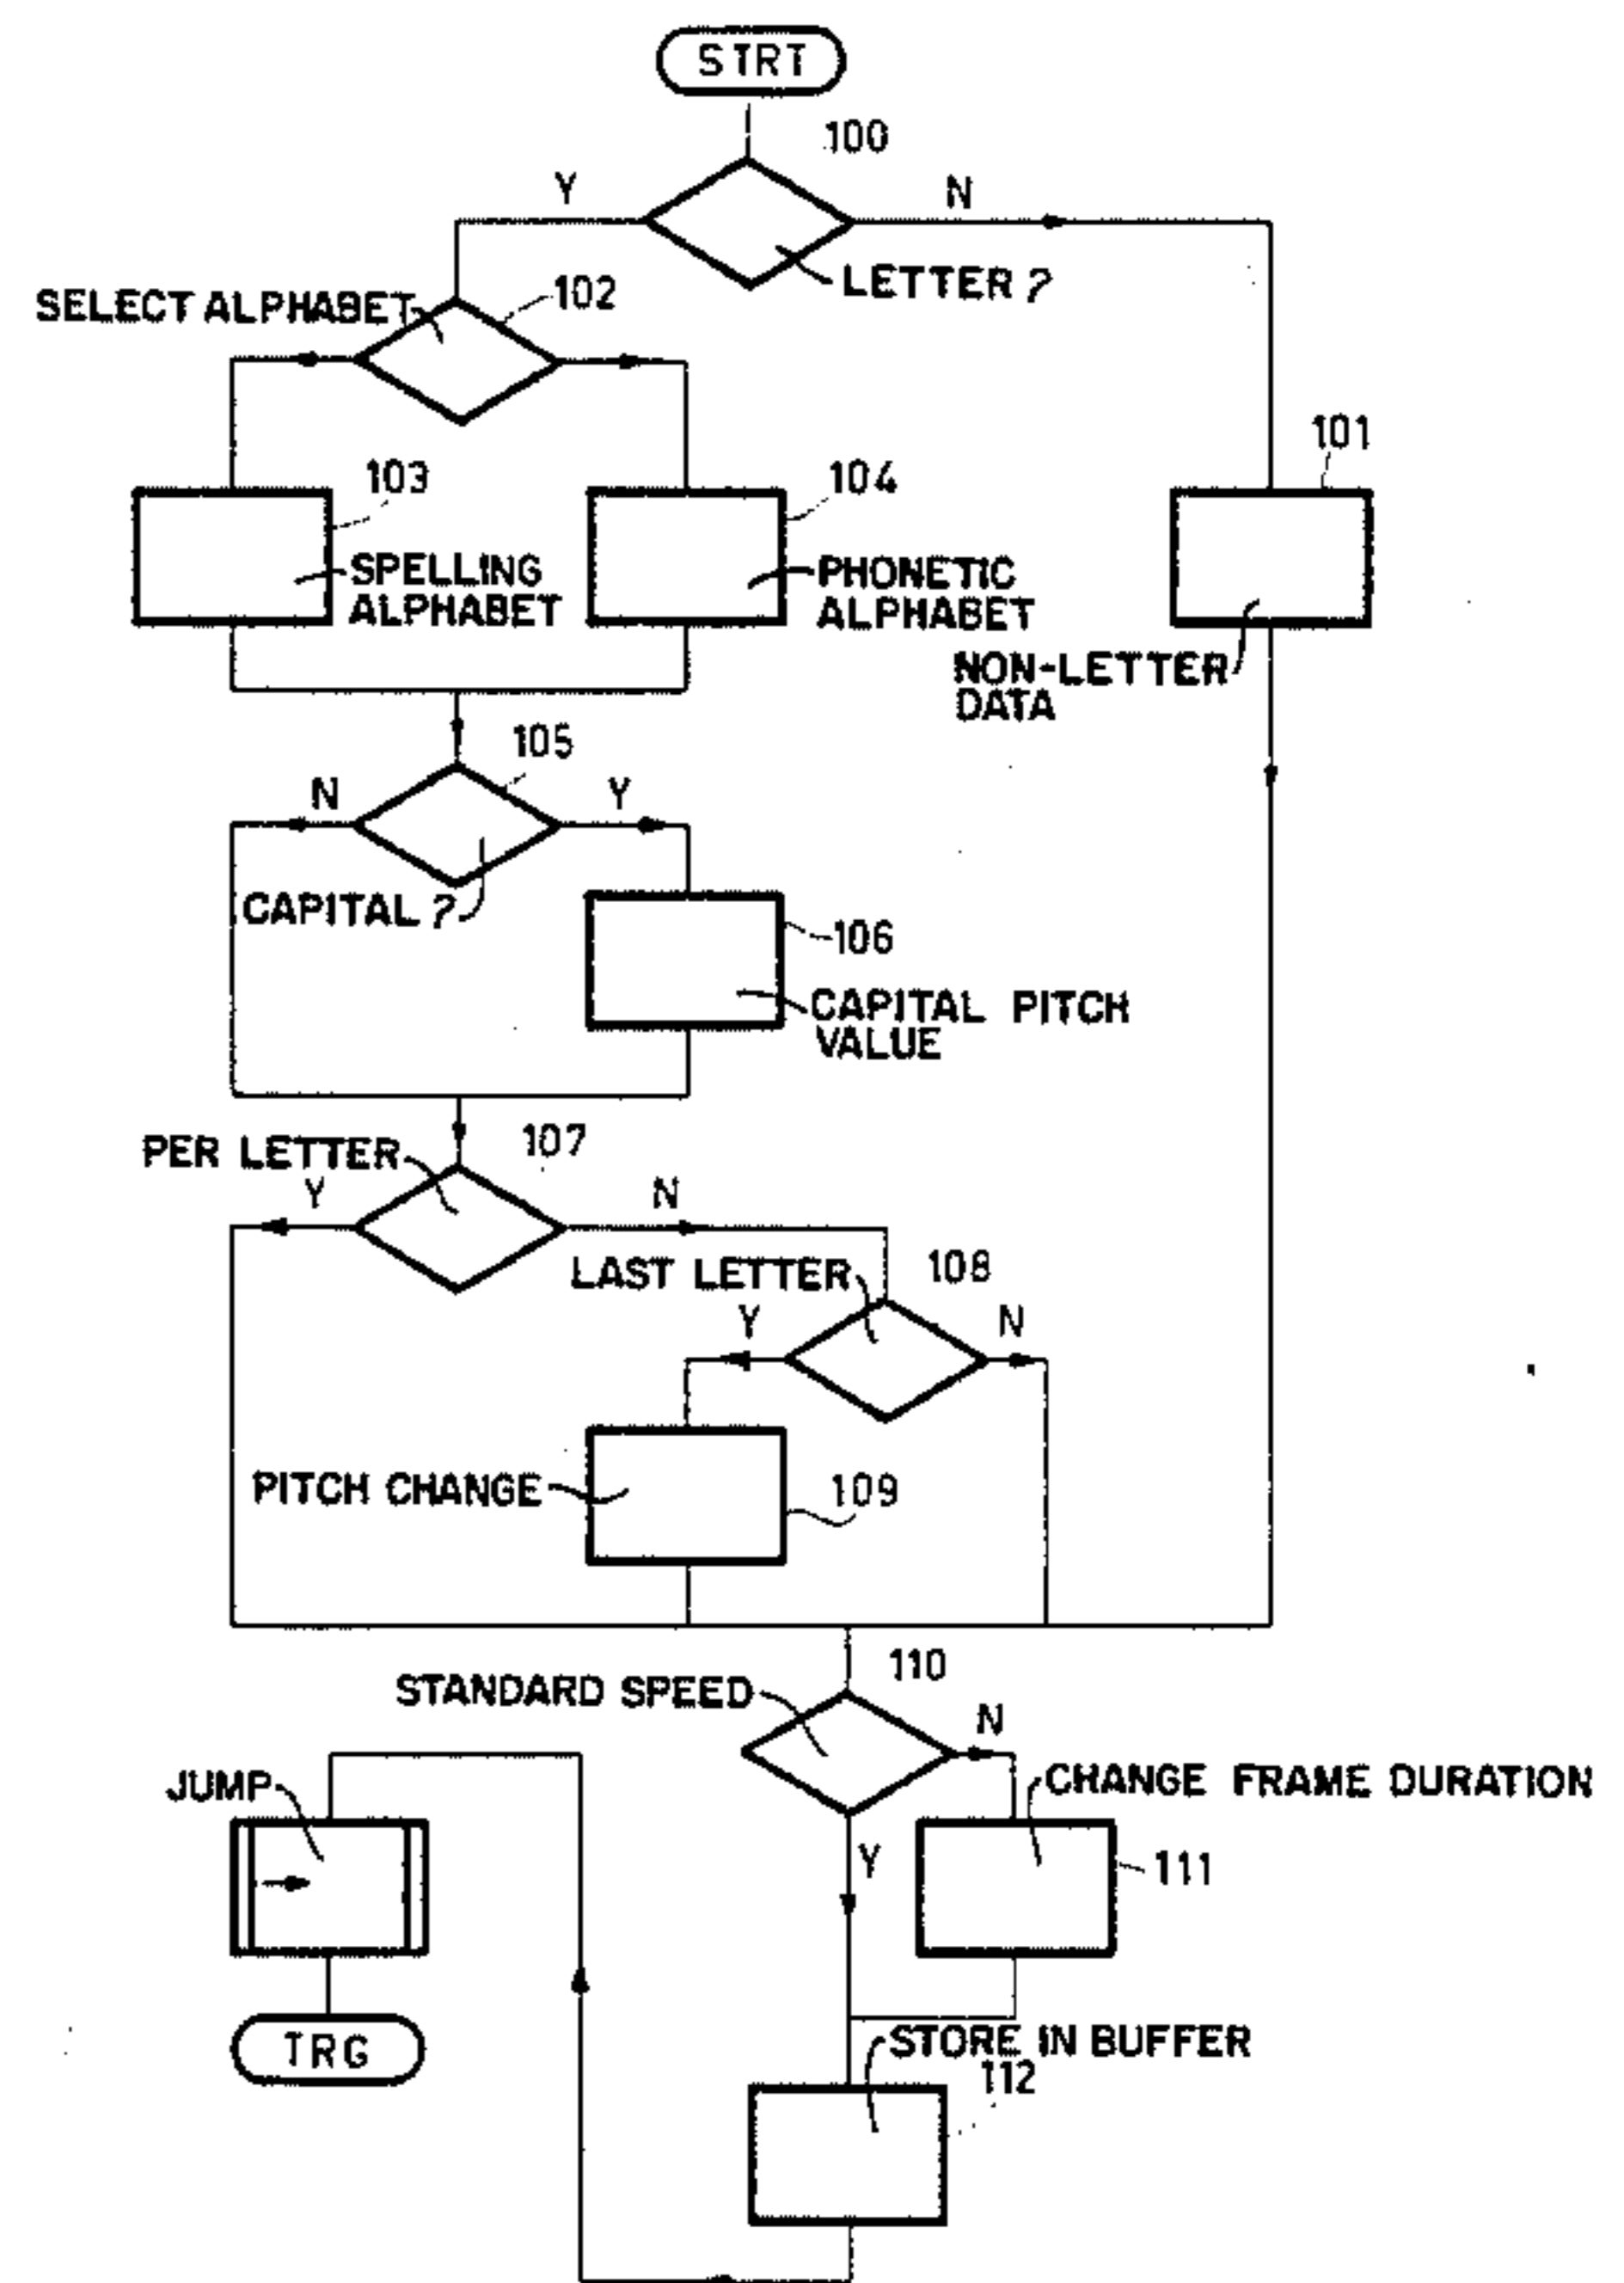 STRT
100
Y
N
LETTER?
SELECT ALPHABET
102
101
103
104
SPELLING
ALPHABET
PHONETIC
ALPHABET
NON-LETTER
DATA
105
N
Y
CAPITAL?
106
CAPITAL PITCH
VALUE
107
PER LETTER
Y
N
LAST LETTER
108
Y
N
PITCH CHANGE
109
110
STANDARD SPEED
N
JUMP
CHANGE FRAME DURATION
Y
111
TRG
STORE IN BUFFER
112